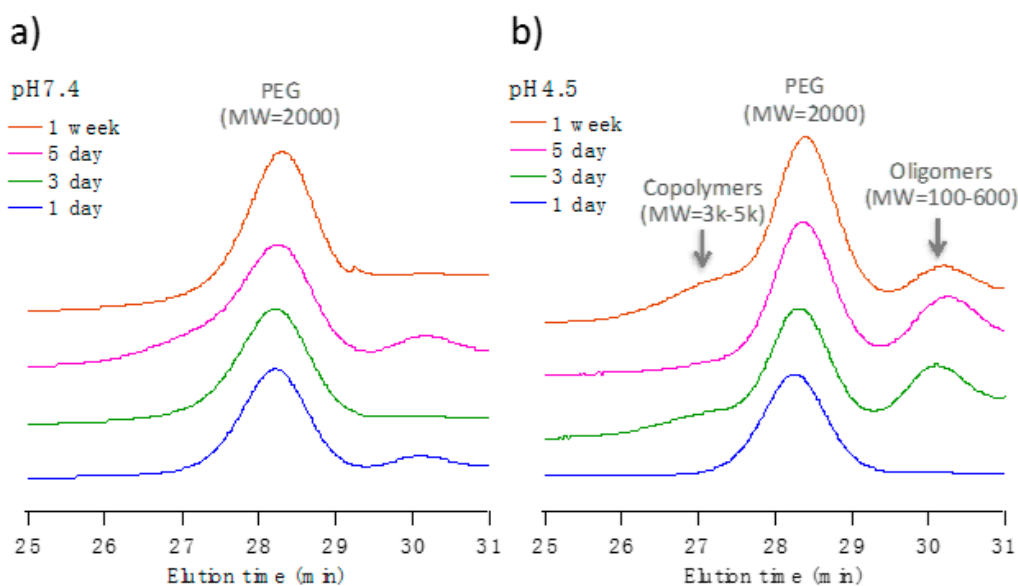 a)
pH7.4
1 week
5 day
3 day
1 day
PEG
(MW=2000)
25 26 27 28 29 30 31
Elution time (min)
b)
pH4.5
1 week
5 day
3 day
1 day
PEG
(MW=2000)
Copolymers
(MW=3k-5k)
Oligomers
(MW=100-600)
25 26 27 28 29 30 31
Elution time (min)